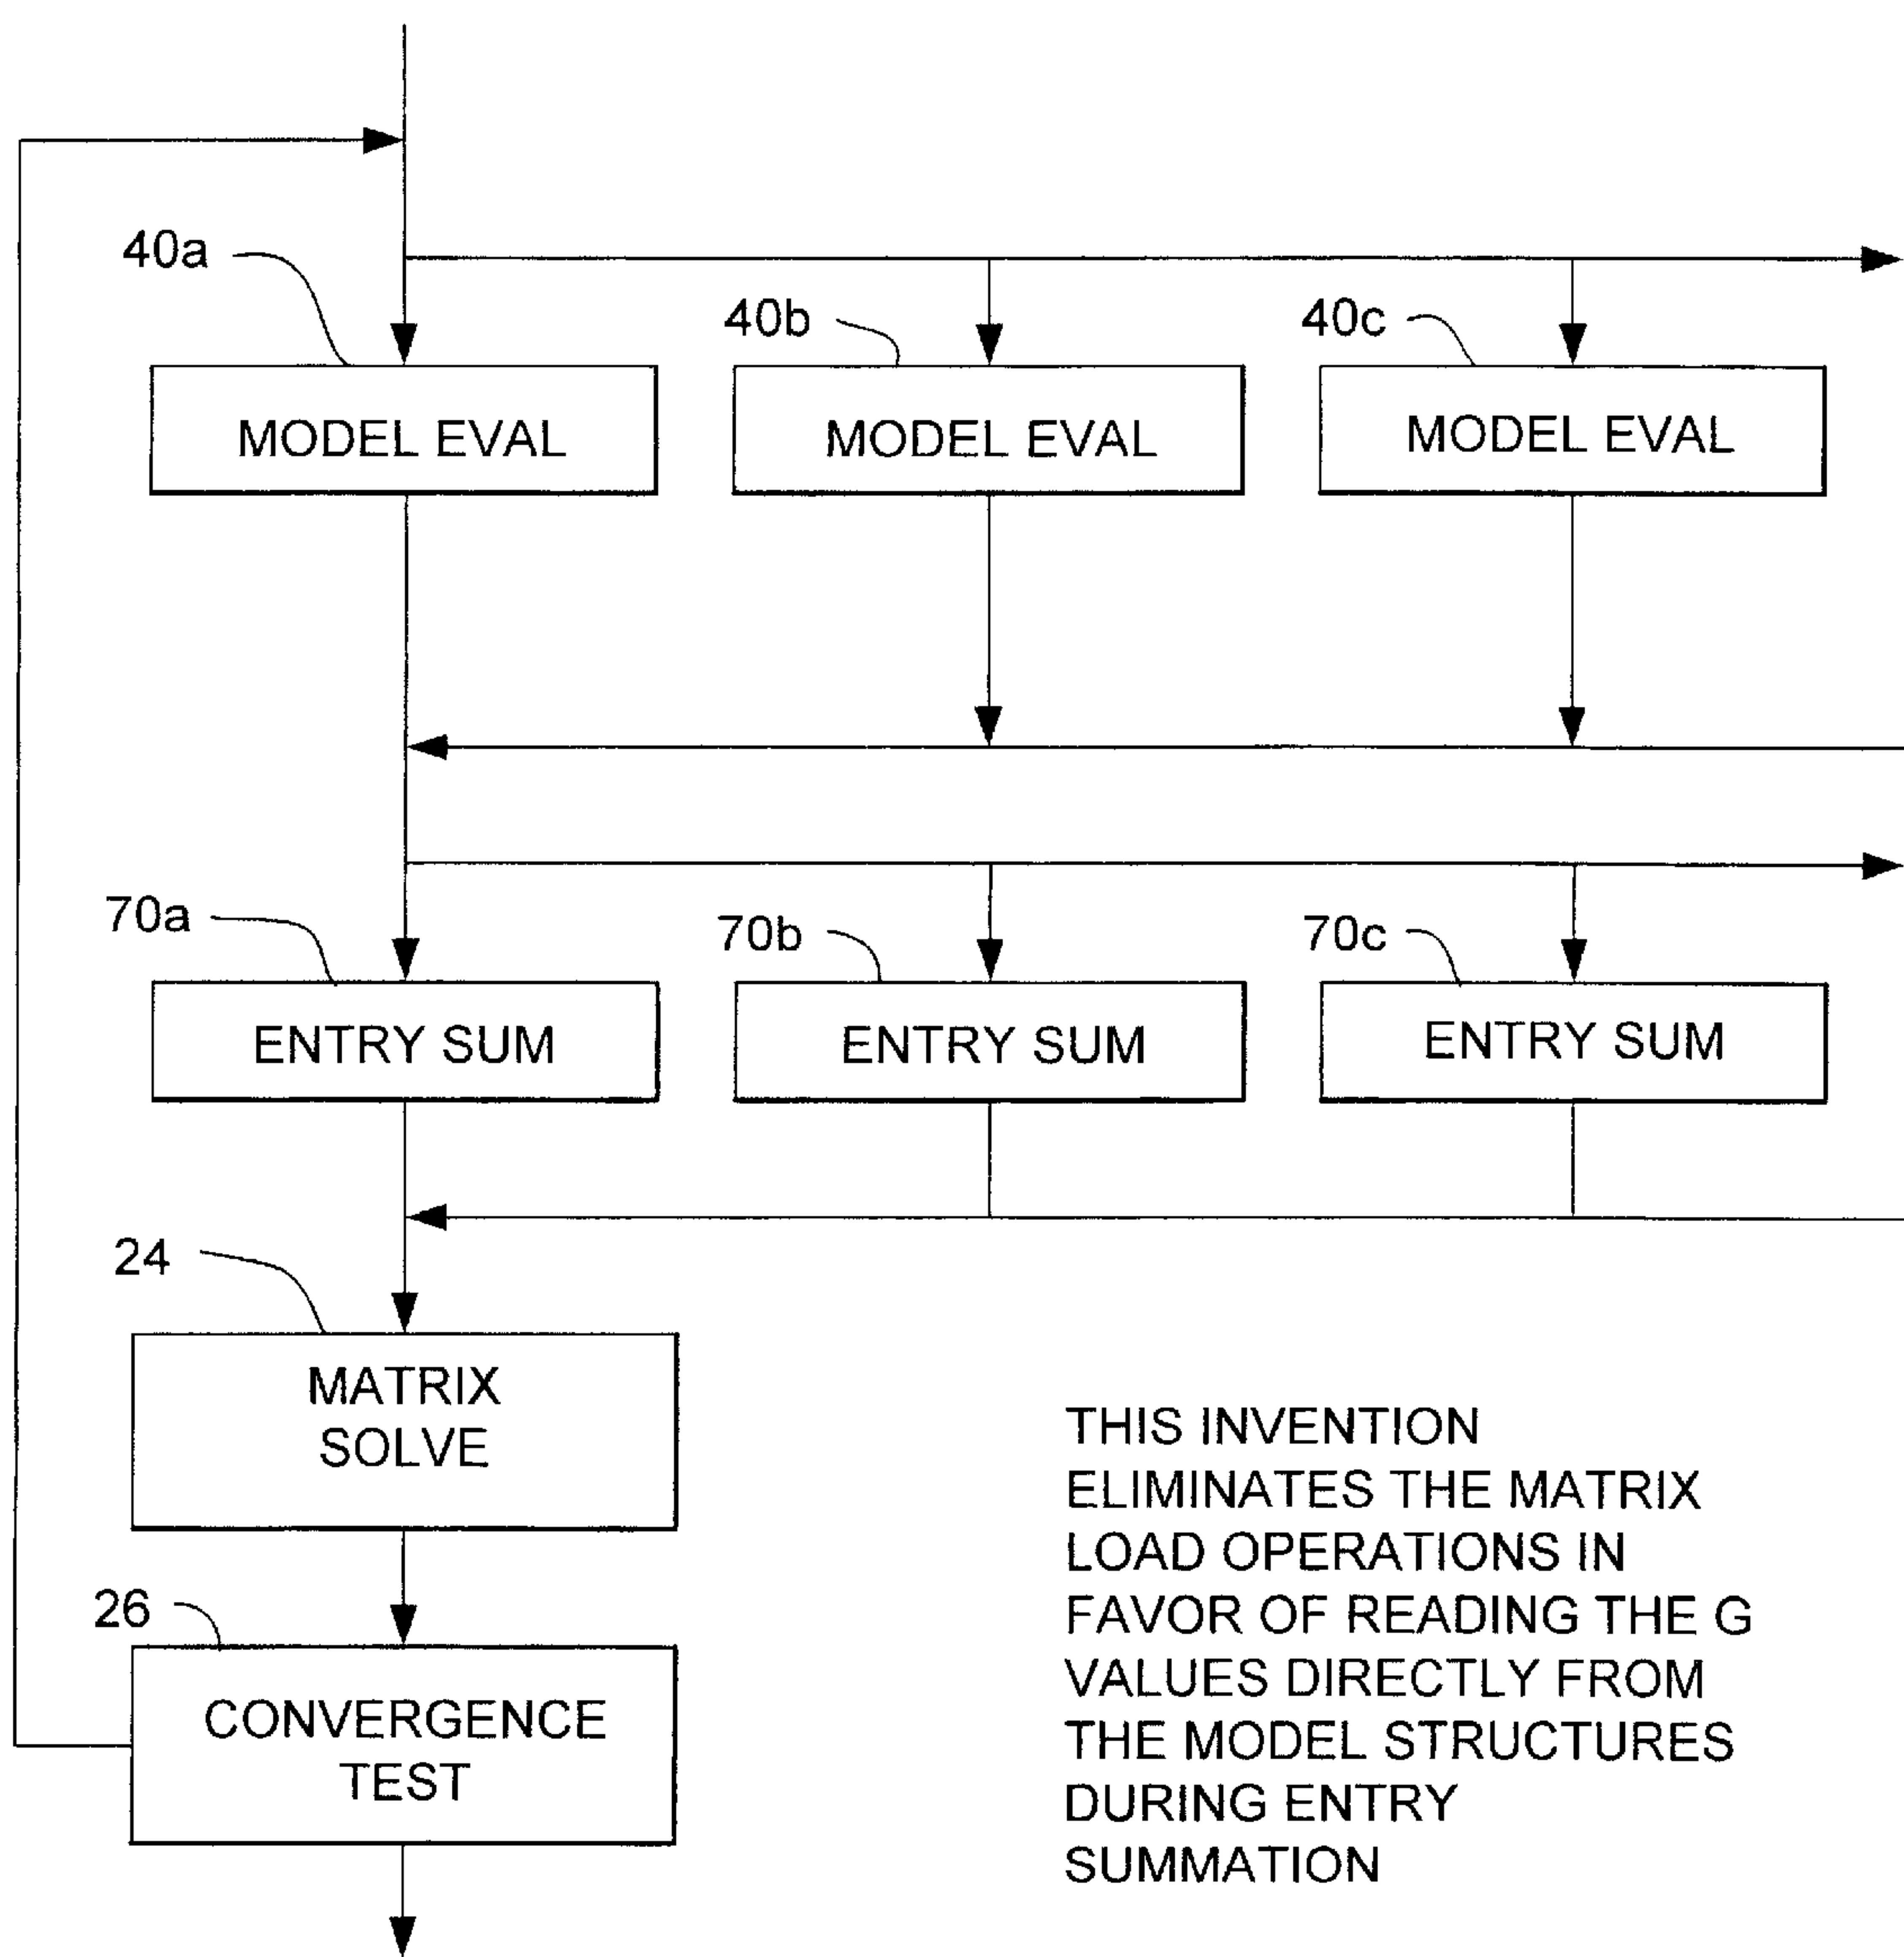 40a
40b
40c
MODEL EVAL
MODEL EVAL
MODEL EVAL
70a
70b
70c
ENTRY SUM
ENTRY SUM
ENTRY SUM
24
MATRIX
SOLVE
26
CONVERGENCE
TEST
THIS INVENTION
ELIMINATES THE MATRIX
LOAD OPERATIONS IN
FAVOR OF READING THE G
VALUES DIRECTLY FROM
THE MODEL STRUCTURES
DURING ENTRY
SUMMATION